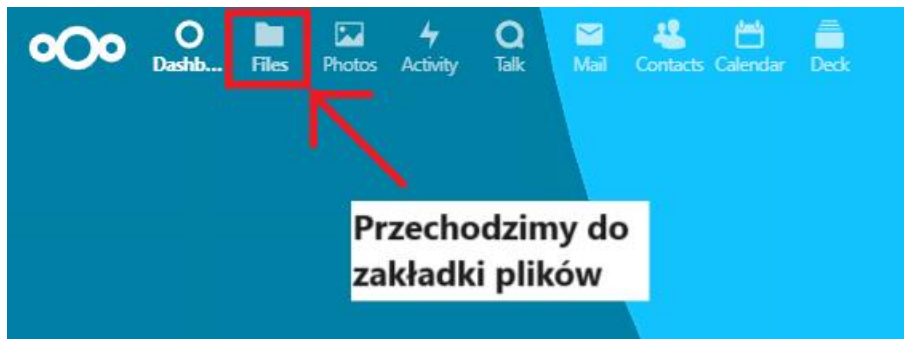 Dashb... Files Photos Activity Talk Mail Contacts Calendar Deck
Przechodzimy do
zakładki plików